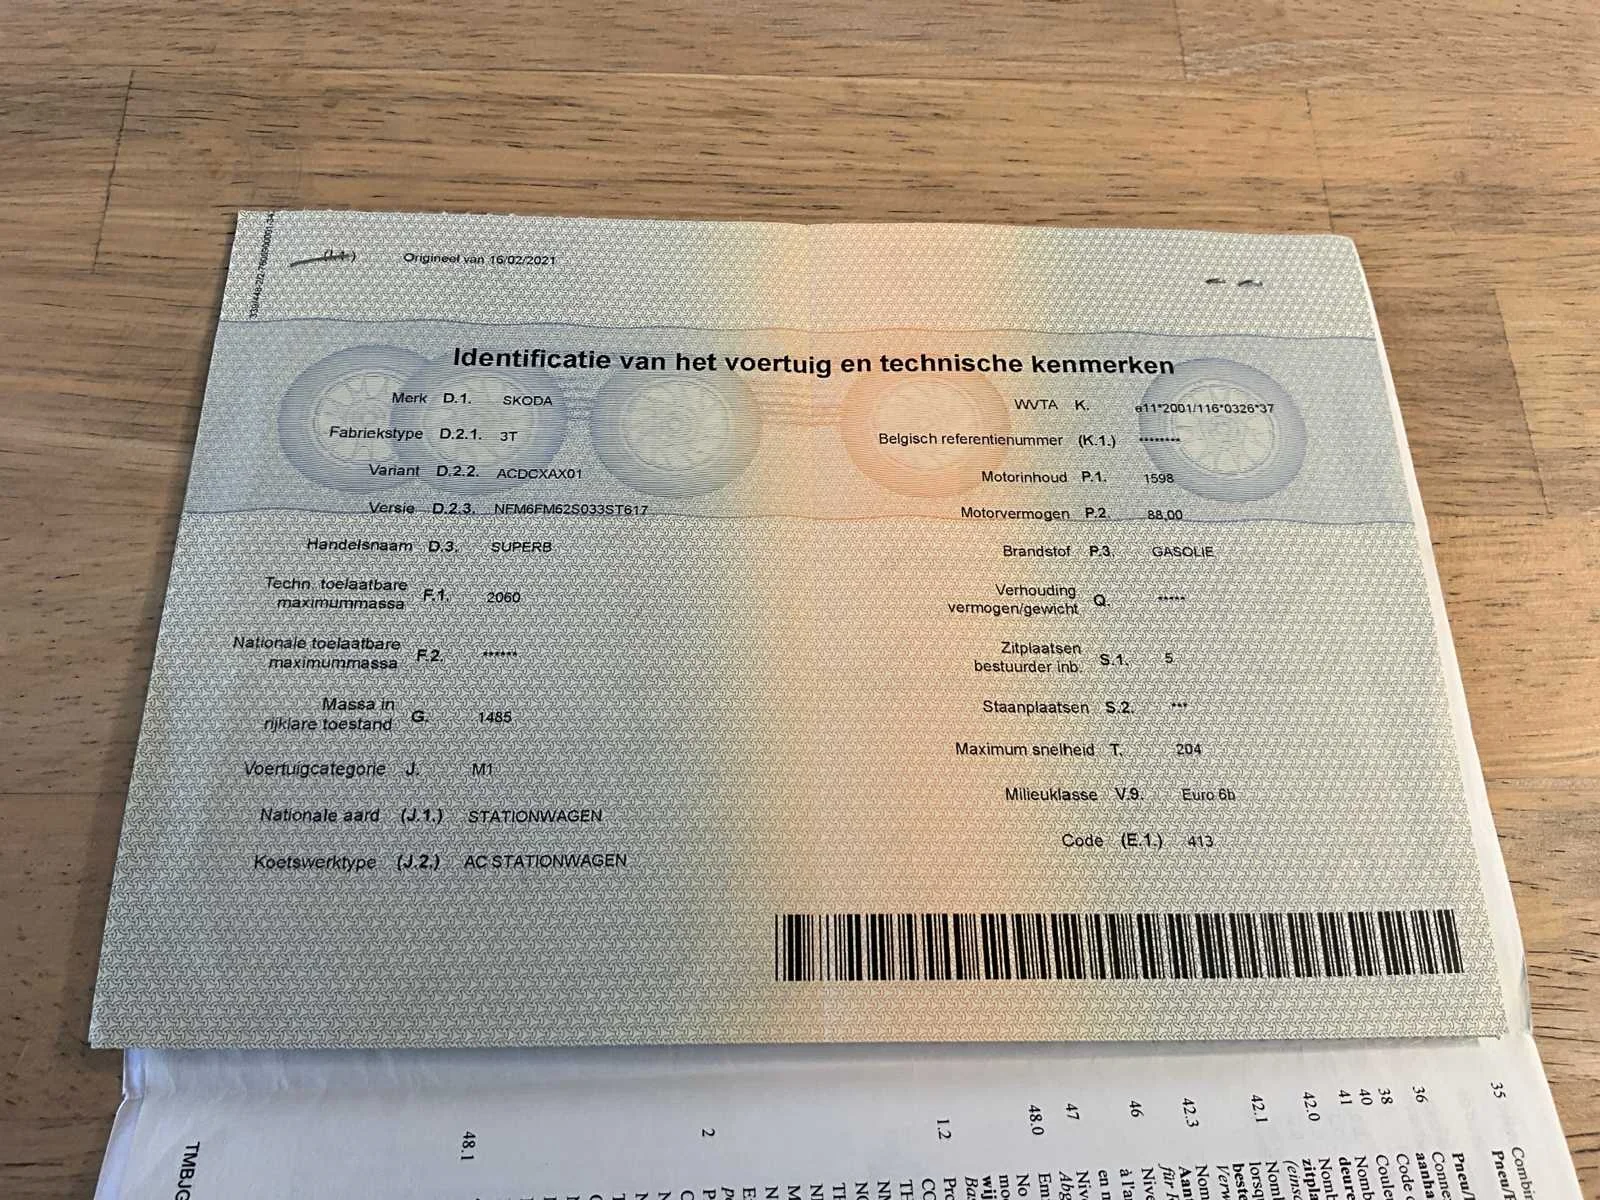 Origineel van 16/02/2021
Identificatie van het voertuig en technische kenmerken
Merk D.1. SKODA
Fabriekstype D.2.1. 3T
Variant D.2.2. ACDCXAX01
Versie D.2.3. NFM6FM62S033ST617
Handelsnaam D.3. SUPERB
Techn. toelaatbare
maximummassa F.1. 2060
Nationale toelaatbare
maximummassa F.2. ******
Massa in
rijklare toestand G. 1485
Voertuigcategorie J. M1
Nationale aard (J.1.) STATIONWAGEN
Koetswerktype (J.2.) AC STATIONWAGEN
WVTA K. e11*2001/116*0326*37
Belgisch referentienummer (K.1.) ********
Motorinhoud P.1. 1598
Motorvermogen P.2. 88,00
Brandstof P.3. GASOLIE
Verhouding
vermogen/gewicht Q. *****
Zitplaatsen
bestuurder inb. S.1. 5
Staanplaatsen S.2. ***
Maximum snelheid T. 204
Milieuklasse V.9. Euro 6b
Code (E.1.) 413
35
36
38
40
41
42.0
42.1
42.3
46
47
48.0
1.2
2
48.1
TMBJG